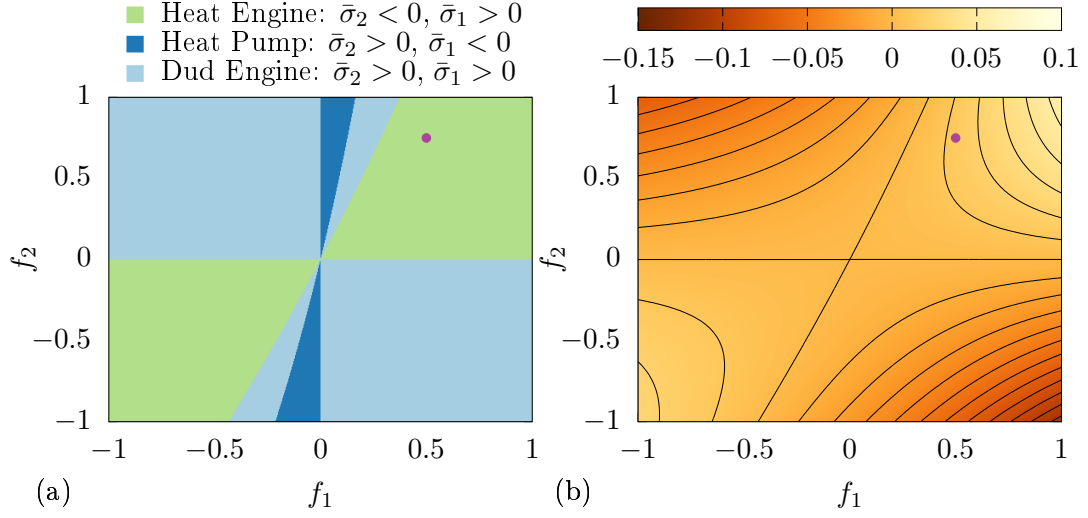 Heat Engine: σ̄₂ < 0, σ̄₁ > 0
Heat Pump: σ̄₂ > 0, σ̄₁ < 0
Dud Engine: σ̄₂ > 0, σ̄₁ > 0
−0.15 −0.1 −0.05 0 0.05 0.1
1
0.5
0
−0.5
−1
f₂
−1 −0.5 0 0.5 1
(a) f₁
1
0.5
0
−0.5
−1
f₂
−1 −0.5 0 0.5 1
(b) f₁